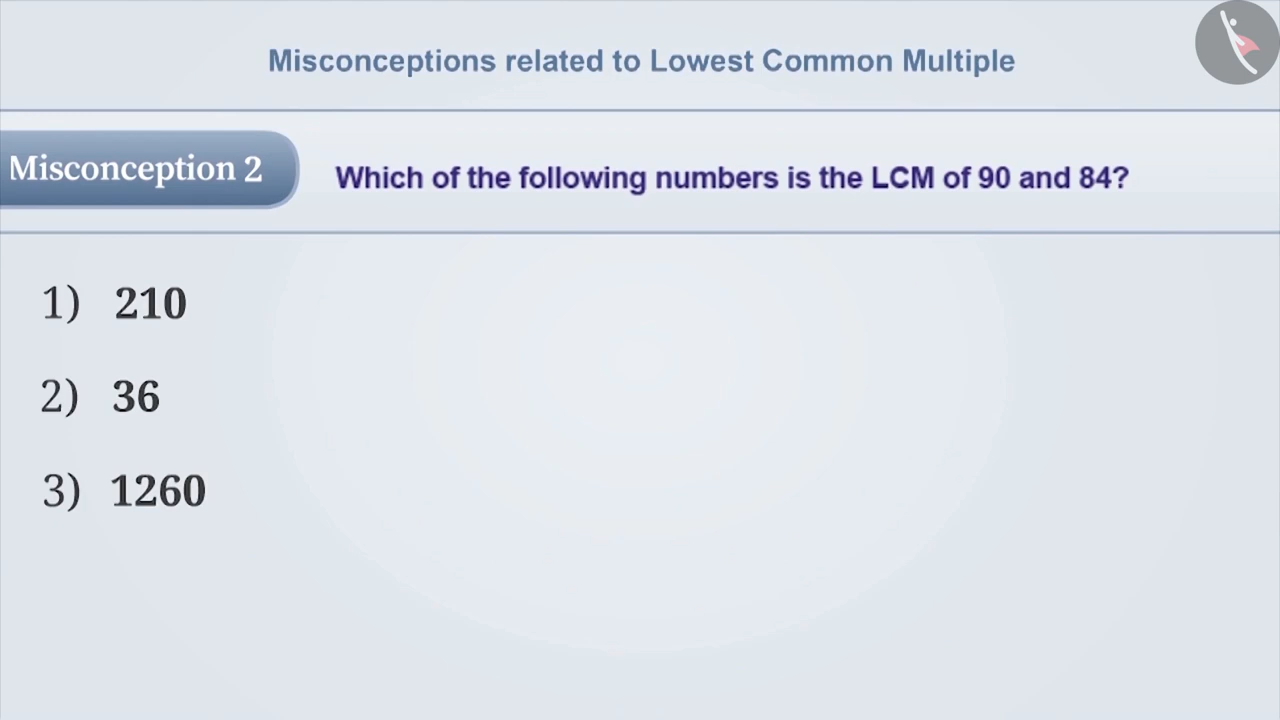 Misconceptions related to Lowest Common Multiple
Misconception 2
Which of the following numbers is the LCM of 90 and 84?
1) 210
2) 36
3) 1260